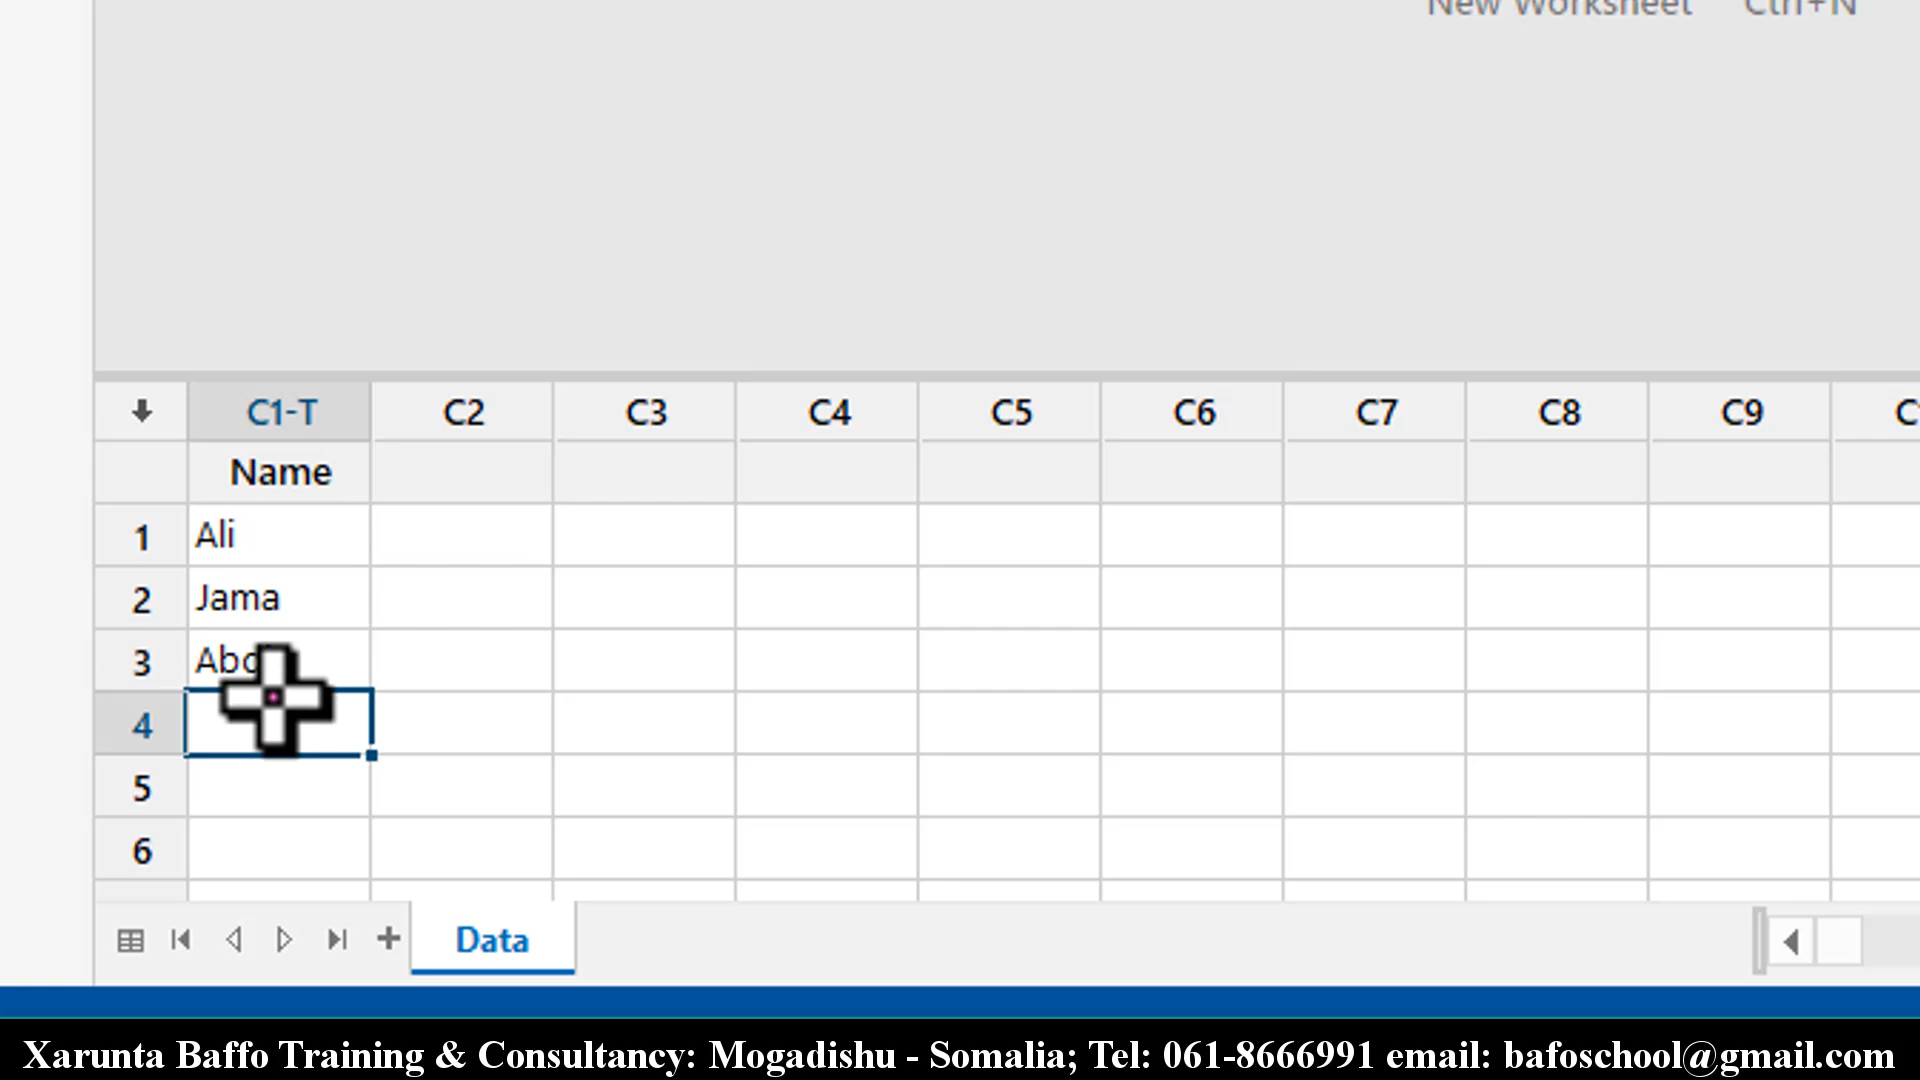 New Worksheet Ctrl+N
C1-T C2 C3 C4 C5 C6 C7 C8 C9
Name
1 Ali
2 Jama
3
4
5
6
Data
Xarunta Baffo Training & Consultancy: Mogadishu - Somalia; Tel: 061-8666991 email: bafoschool@gmail.com